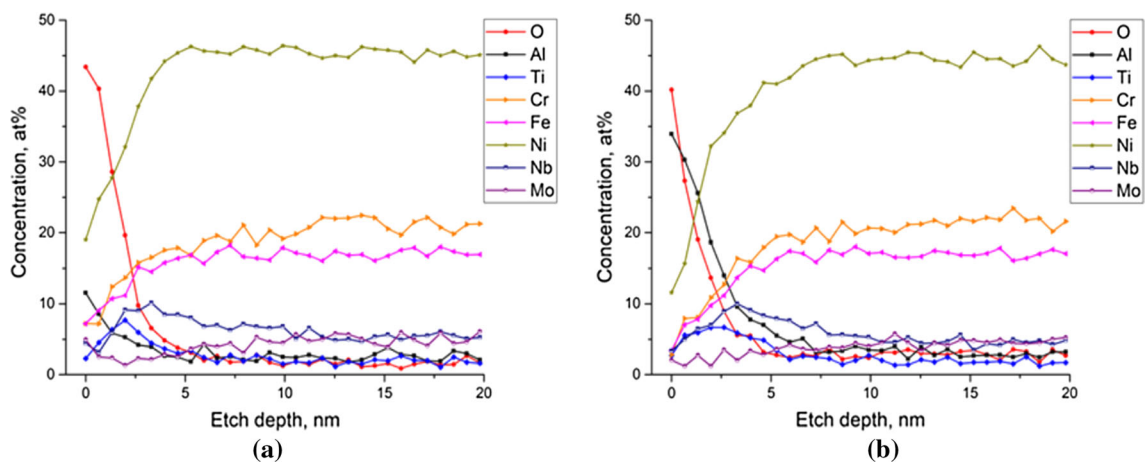 50
40
30
20
10
0
Concentration, at%
O
Al
Ti
Cr
Fe
Ni
Nb
Mo
0 5 10 15 20
Etch depth, nm
(a)
50
40
30
20
10
0
Concentration, at%
O
Al
Ti
Cr
Fe
Ni
Nb
Mo
0 5 10 15 20
Etch depth, nm
(b)